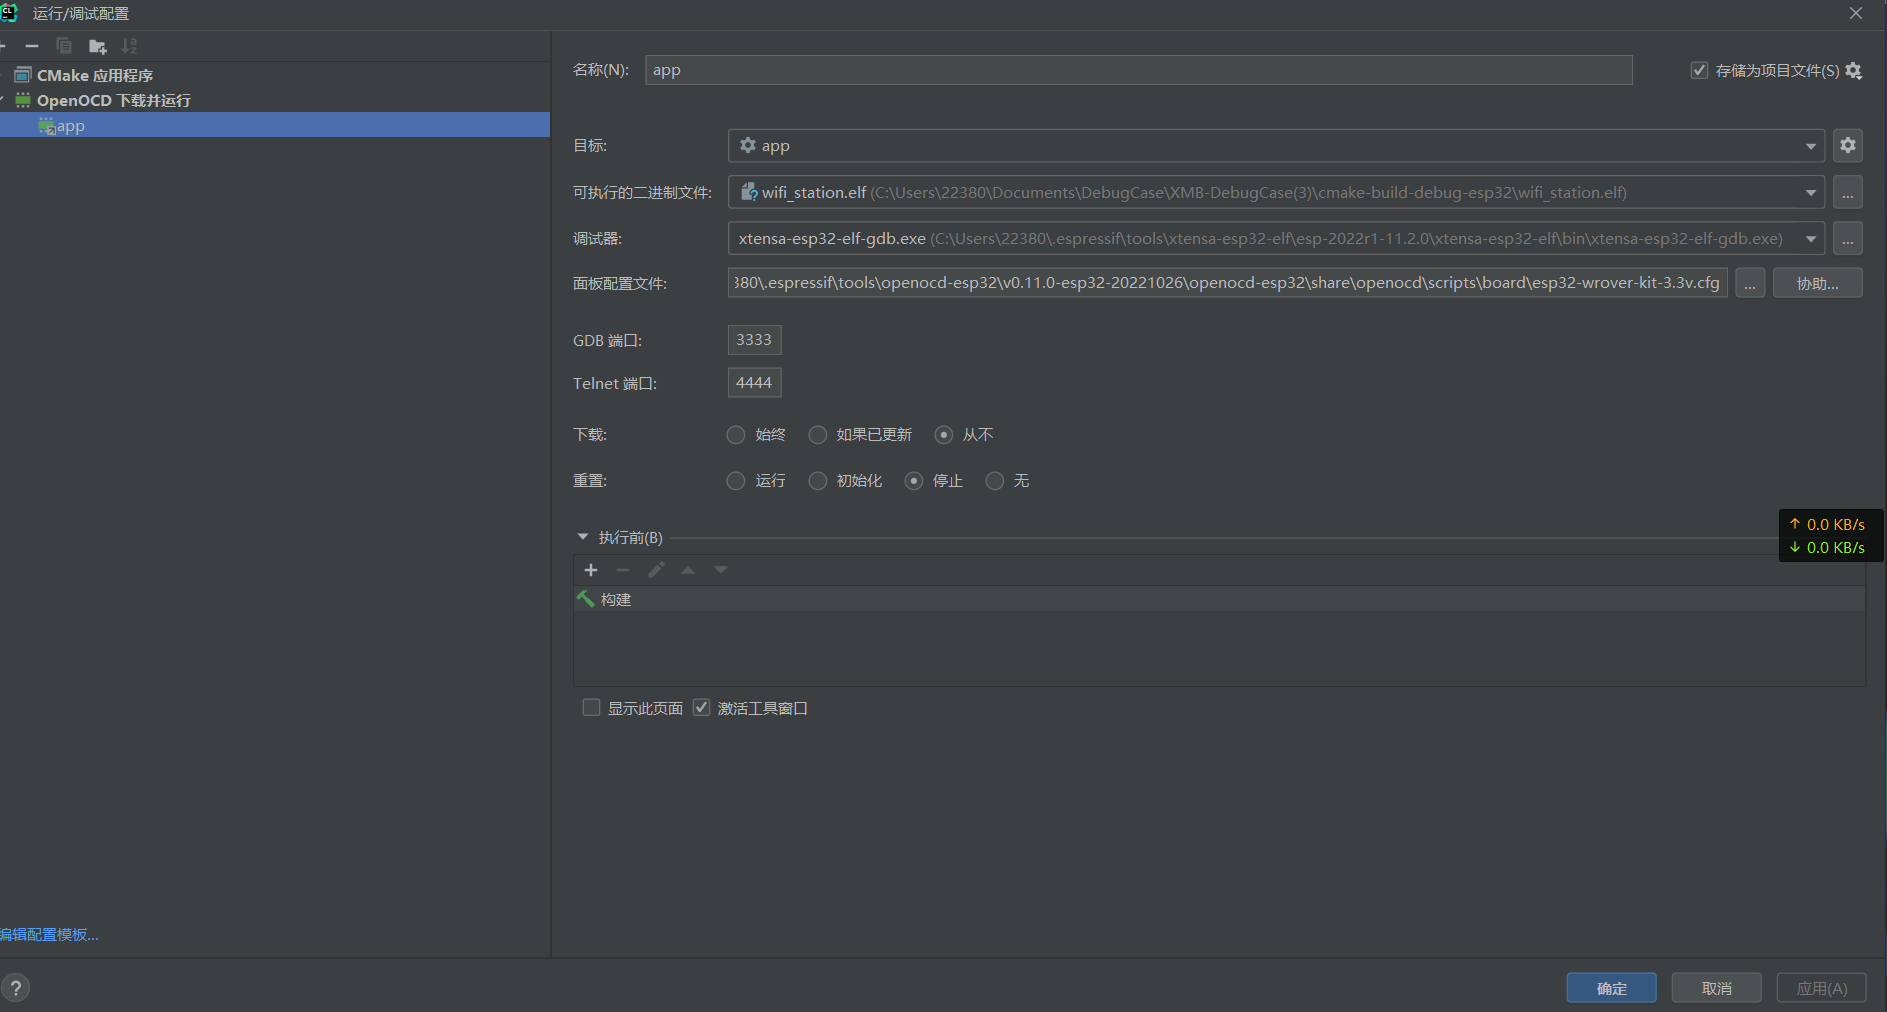 运行/调试配置
CMake 应用程序
OpenOCD 下载并运行
app
编辑配置模板...
名称(N): app 存储为项目文件(S)
目标: app
可执行的二进制文件: wifi_station.elf (C:\Users\22380\Documents\DebugCase\XMB-DebugCase(3)\cmake-build-debug-esp32\wifi_station.elf) ...
调试器: xtensa-esp32-elf-gdb.exe (C:\Users\22380\.espressif\tools\xtensa-esp32-elf\esp-2022r1-11.2.0\xtensa-esp32-elf\bin\xtensa-esp32-elf-gdb.exe) ...
面板配置文件: 380\.espressif\tools\openocd-esp32\v0.11.0-esp32-20221026\openocd-esp32\share\openocd\scripts\board\esp32-wrover-kit-3.3v.cfg ... 协助...
GDB 端口: 3333
Telnet 端口: 4444
下载: 始终 如果已更新 从不
重置: 运行 初始化 停止 无
↑ 0.0 KB/s
↓ 0.0 KB/s
执行前(B)
构建
显示此页面 激活工具窗口
? 确定 取消 应用(A)